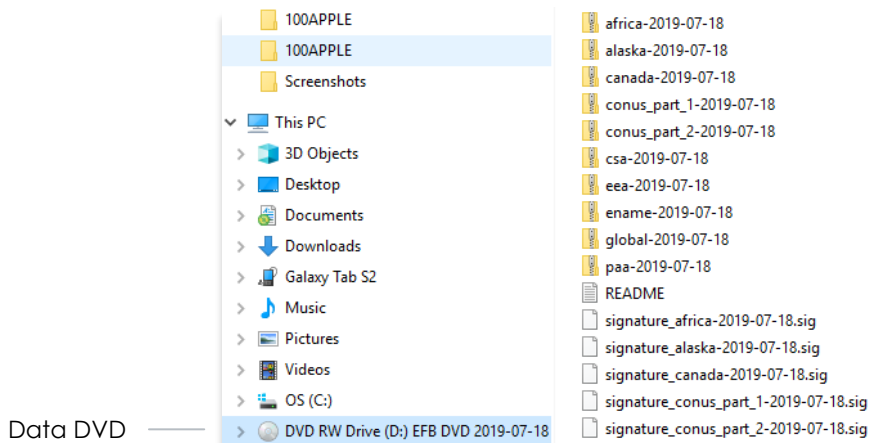 100APPLE
100APPLE
Screenshots
This PC
3D Objects
Desktop
Documents
Downloads
Galaxy Tab S2
Music
Pictures
Videos
OS (C:)
Data DVD
DVD RW Drive (D:) EFB DVD 2019-07-18
africa-2019-07-18
alaska-2019-07-18
canada-2019-07-18
conus_part_1-2019-07-18
conus_part_2-2019-07-18
csa-2019-07-18
eea-2019-07-18
ename-2019-07-18
global-2019-07-18
paa-2019-07-18
README
signature_africa-2019-07-18.sig
signature_alaska-2019-07-18.sig
signature_canada-2019-07-18.sig
signature_conus_part_1-2019-07-18.sig
signature_conus_part_2-2019-07-18.sig